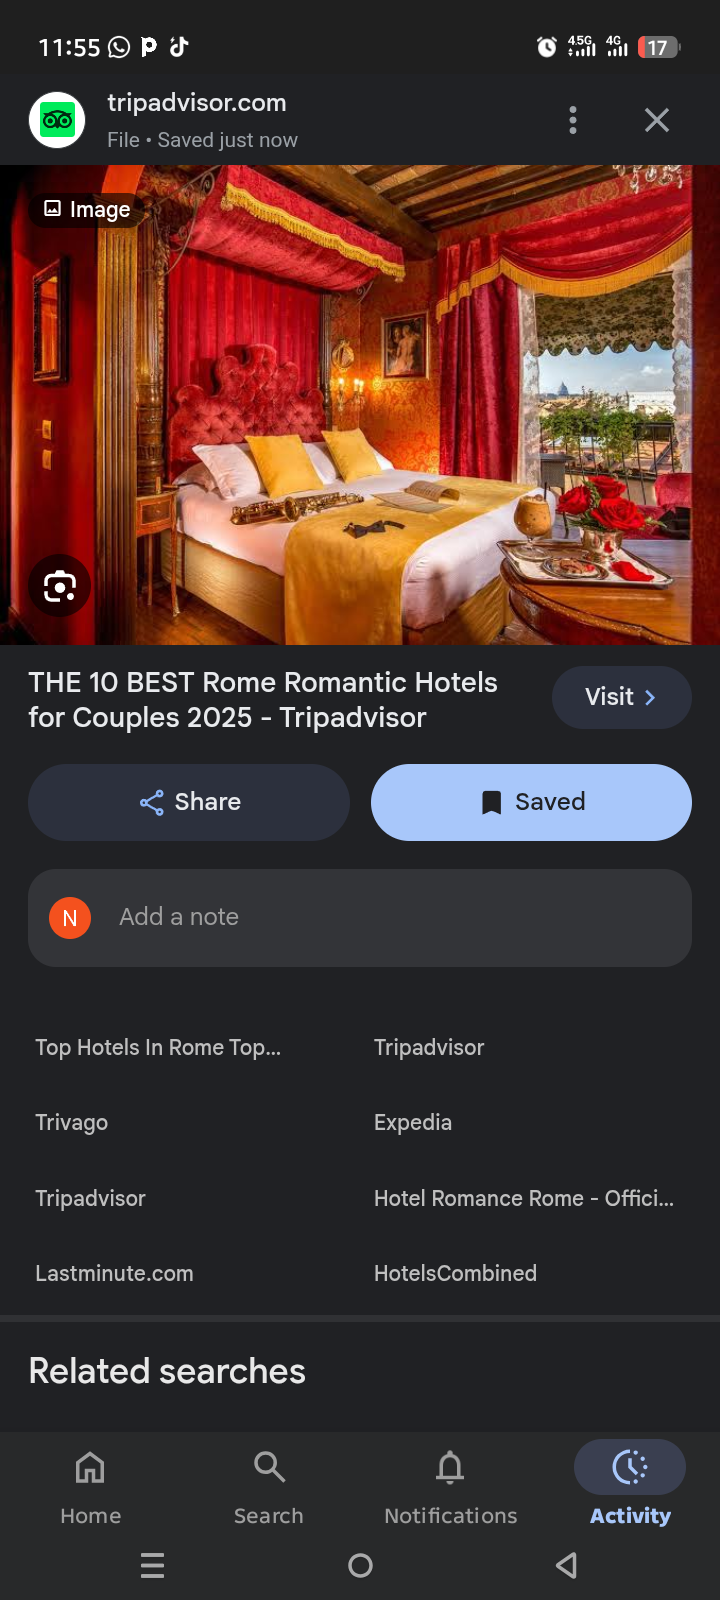 11:55
4.5G 4G 17
tripadvisor.com
File • Saved just now
Image
THE 10 BEST Rome Romantic Hotels
for Couples 2025 - Tripadvisor
Visit
Share
Saved
N
Add a note
Top Hotels In Rome Top...
Tripadvisor
Trivago
Expedia
Tripadvisor
Hotel Romance Rome - Offici...
Lastminute.com
HotelsCombined
Related searches
Home
Search
Notifications
Activity